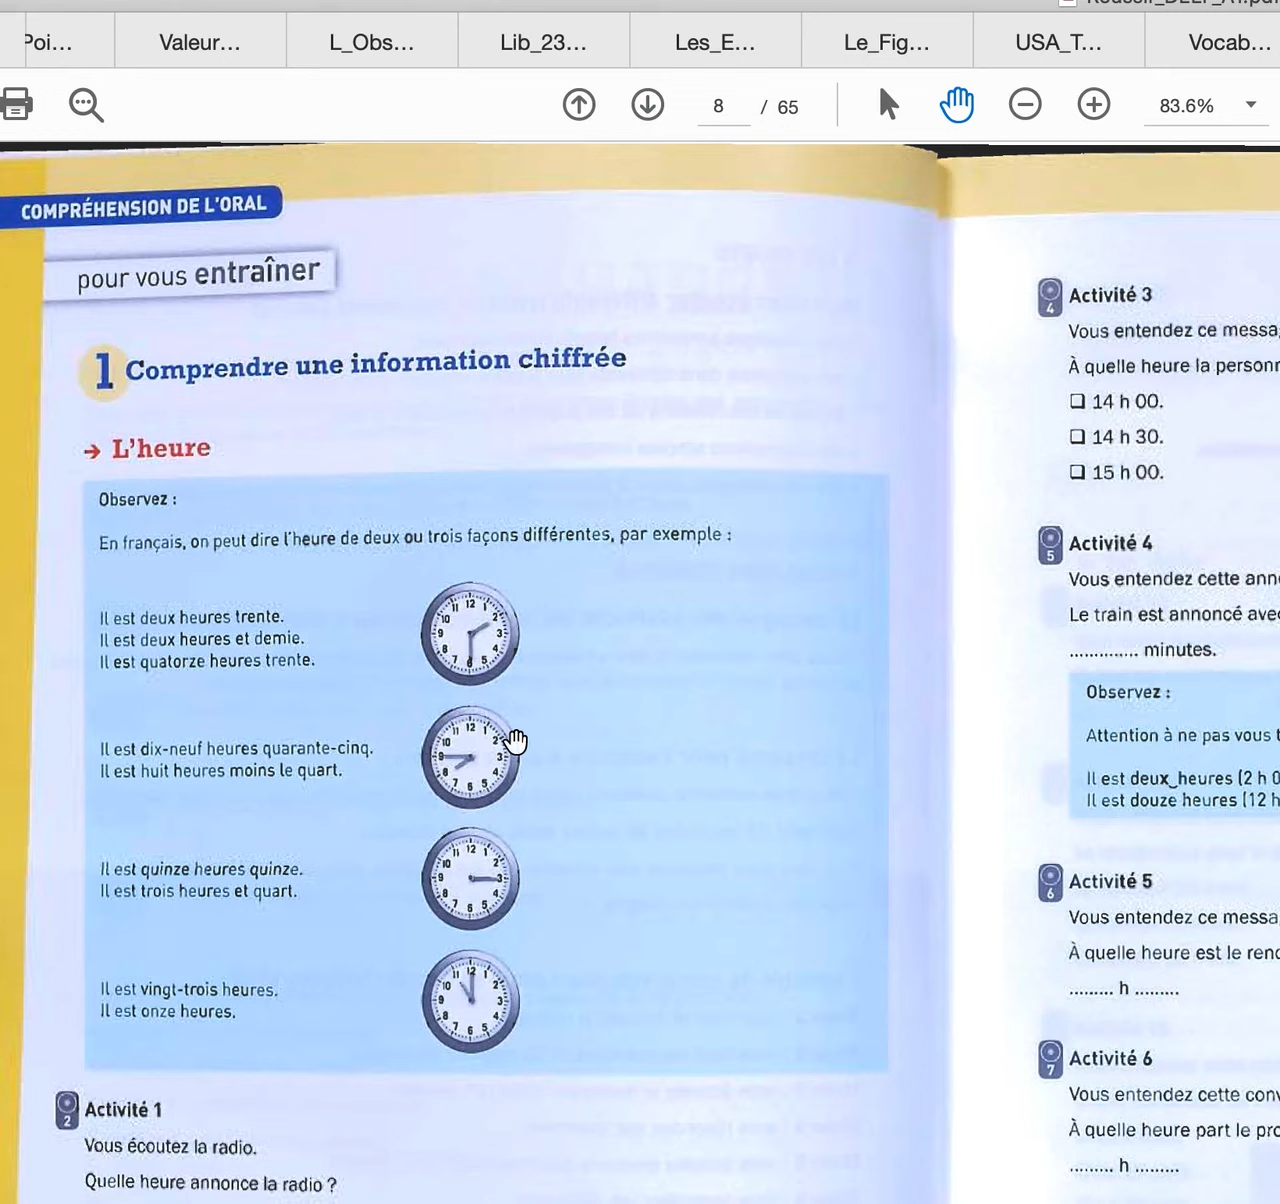 Poi...
Valeur...
L_Obs...
Lib_23...
Les_E...
Le_Fig...
USA_T...
Vocab...
8 / 65
83.6%
COMPRÉHENSION DE L'ORAL
pour vous entraîner
1 Comprendre une information chiffrée
→ L'heure
Observez :
En français, on peut dire l'heure de deux ou trois façons différentes, par exemple :
Il est deux heures trente.
Il est deux heures et demie.
Il est quatorze heures trente.
Il est dix-neuf heures quarante-cinq.
Il est huit heures moins le quart.
Il est quinze heures quinze.
Il est trois heures et quart.
Il est vingt-trois heures.
Il est onze heures.
2
Activité 1
Vous écoutez la radio.
Quelle heure annonce la radio ?
4
Activité 3
Vous entendez ce messa
À quelle heure la person
❑ 14 h 00.
❑ 14 h 30.
❑ 15 h 00.
5
Activité 4
Vous entendez cette ann
Le train est annoncé ave
............. minutes.
Observez :
Attention à ne pas vous t
Il est deux_heures (2 h 0
Il est douze heures (12 h
6
Activité 5
Vous entendez ce messa
À quelle heure est le ren
......... h .........
7
Activité 6
Vous entendez cette conv
À quelle heure part le pro
......... h .........